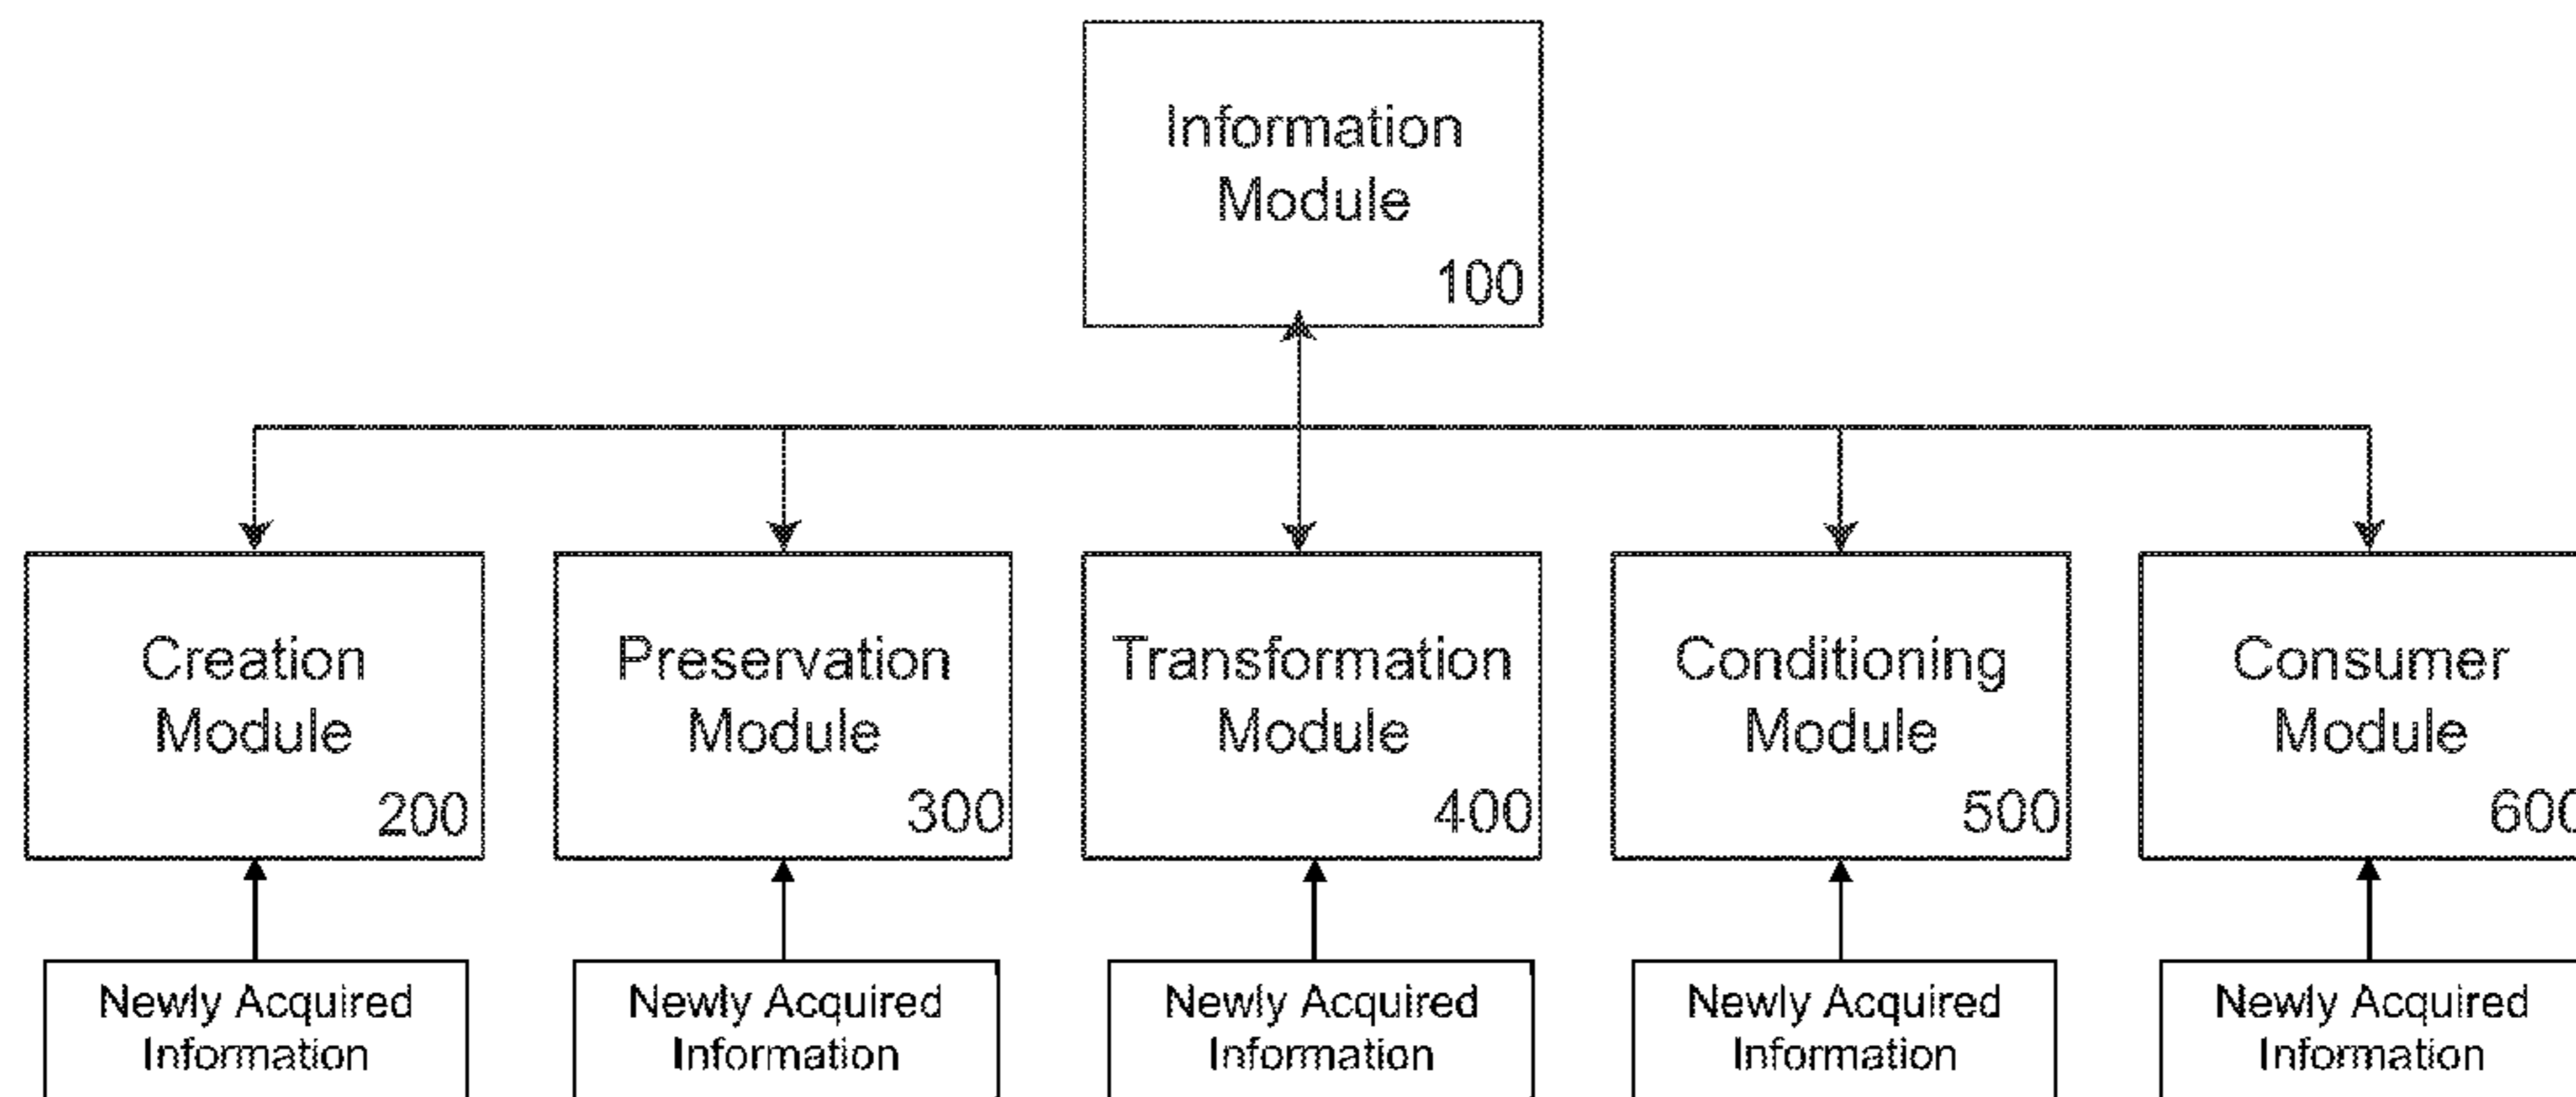 Information
Module
100
Creation
Module
200
Preservation
Module
300
Transformation
Module
400
Conditioning
Module
500
Consumer
Module
600
Newly Acquired
Information
Newly Acquired
Information
Newly Acquired
Information
Newly Acquired
Information
Newly Acquired
Information